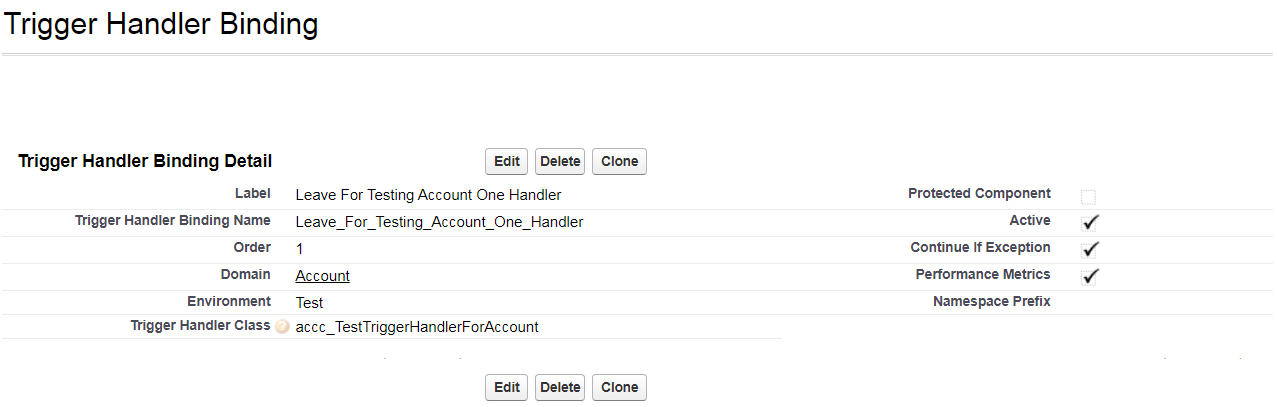 Trigger Handler Binding
Trigger Handler Binding Detail Edit Delete Clone
Label Leave For Testing Account One Handler Protected Component
Trigger Handler Binding Name Leave_For_Testing_Account_One_Handler Active
Order 1 Continue If Exception
Domain Account Performance Metrics
Environment Test Namespace Prefix
Trigger Handler Class ? accc_TestTriggerHandlerForAccount
Edit Delete Clone